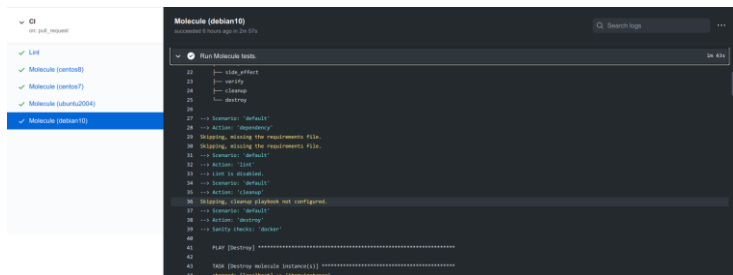 CI
on: pull_request
Lint
Molecule (centos8)
Molecule (centos7)
Molecule (ubuntu2004)
Molecule (debian10)
Molecule (debian10)
succeeded 6 hours ago in 2m 57s
Search logs
Run Molecule tests.
1m 43s
22 ├── side_effect
23 ├── verify
24 ├── cleanup
25 └── destroy
26
27 --> Scenario: 'default'
28 --> Action: 'dependency'
29 Skipping, missing the requirements file.
30 Skipping, missing the requirements file.
31 --> Scenario: 'default'
32 --> Action: 'lint'
33 --> Lint is disabled.
34 --> Scenario: 'default'
35 --> Action: 'cleanup'
36 Skipping, cleanup playbook not configured.
37 --> Scenario: 'default'
38 --> Action: 'destroy'
39 --> Sanity checks: 'docker'
40
41 PLAY [Destroy] ****************************************************************
42
43 TASK [Destroy molecule instance(s)] *******************************************